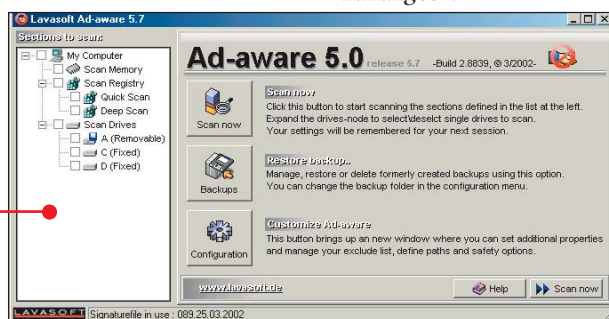 Lavasoft Ad-aware 5.7
Sections to scan:
My Computer
Scan Memory
Scan Registry
Quick Scan
Deep Scan
Scan Drives
A (Removable)
C (Fixed)
D (Fixed)
Ad-aware 5.0 release 5.7 -Build 2.8839, © 3/2002-
Scan now
Scan now
Click this button to start scanning the sections defined in the list at the left.
Expand the drives-node to select\deselct single drives to scan.
Your settings will be remembered for your next session.
Backups
Restore backup..
Manage, restore or delete formerly created backups using this option.
You can change the backup folder in the configuration menu.
Configuration
Customize Ad-aware
This button brings up an new window where you can set additional properties
and manage your exclude list, define paths and safety options.
www.lavasoft.de
Help
Scan now
LAVASOFT Signaturefile in use : 089.25.03.2002